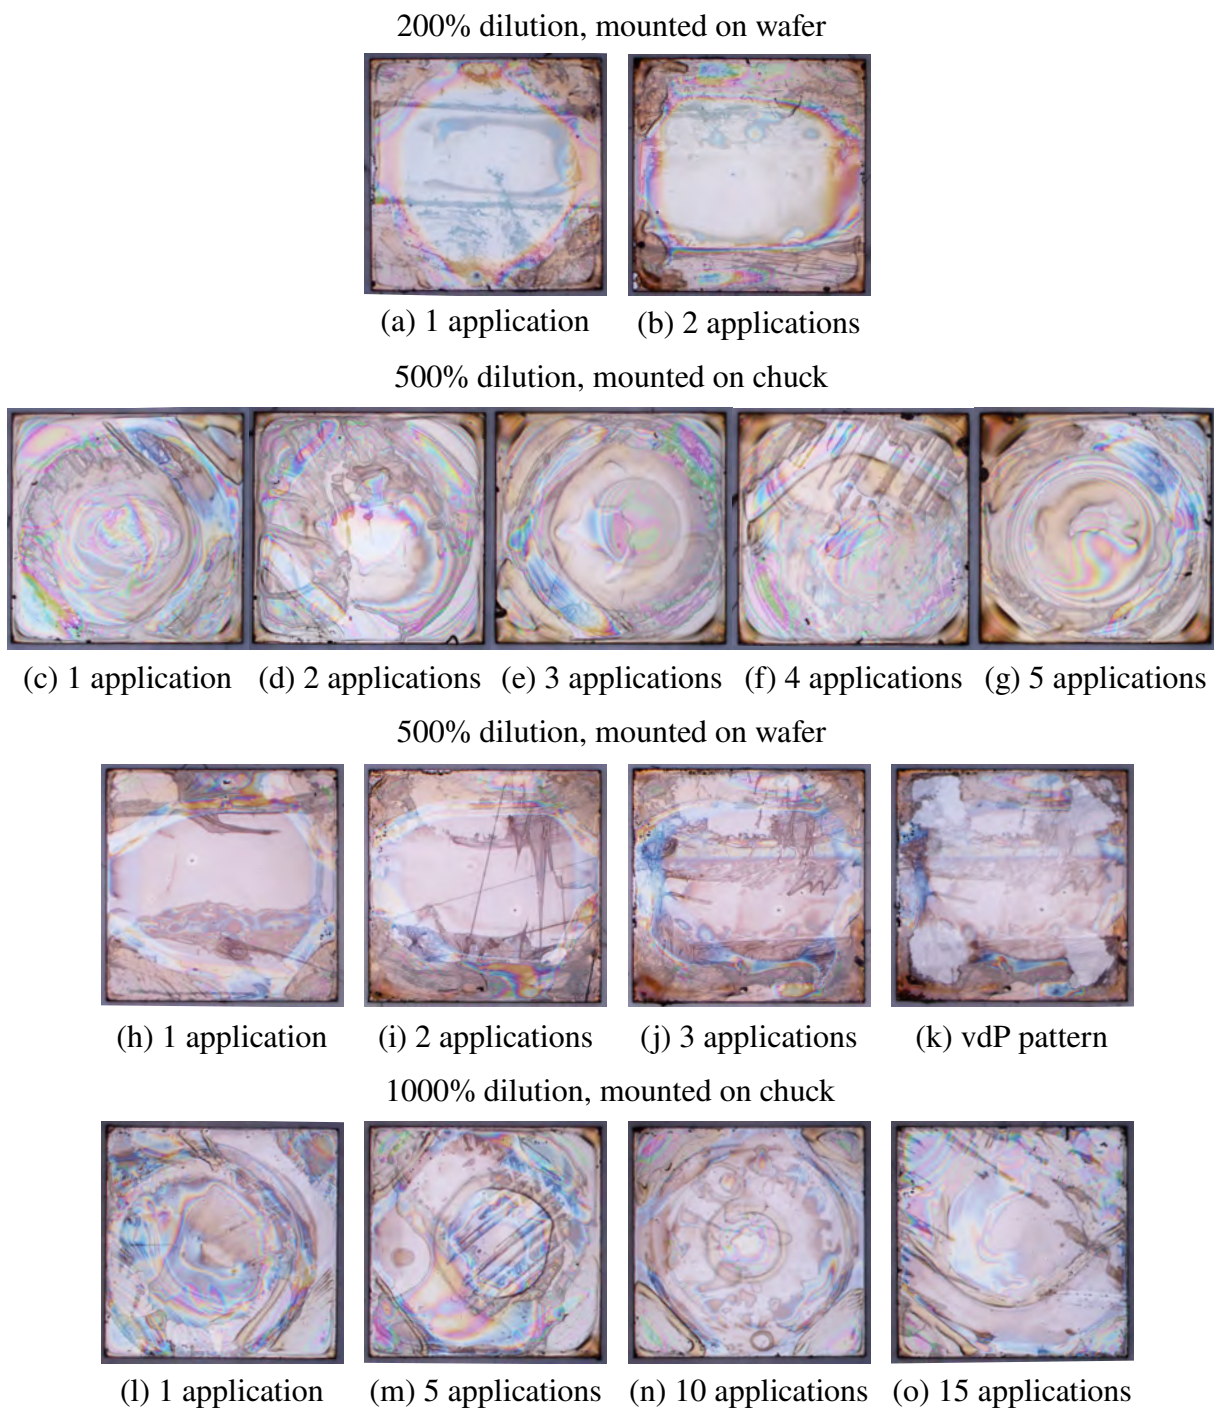 200% dilution, mounted on wafer
(a) 1 application (b) 2 applications
500% dilution, mounted on chuck
(c) 1 application (d) 2 applications (e) 3 applications (f) 4 applications (g) 5 applications
500% dilution, mounted on wafer
(h) 1 application (i) 2 applications (j) 3 applications (k) vdP pattern
1000% dilution, mounted on chuck
(l) 1 application (m) 5 applications (n) 10 applications (o) 15 applications